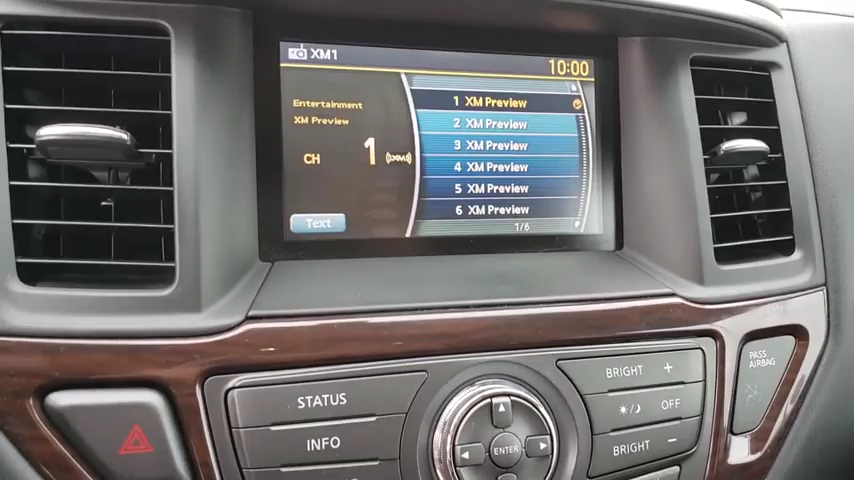 XM1
10:00
Entertainment
XM Preview
CH 1 XM
1 XM Preview
2 XM Preview
3 XM Preview
4 XM Preview
5 XM Preview
6 XM Preview
Text
1/6
STATUS
INFO
ENTER
BRIGHT +
OFF
BRIGHT −
PASS
AIRBAG